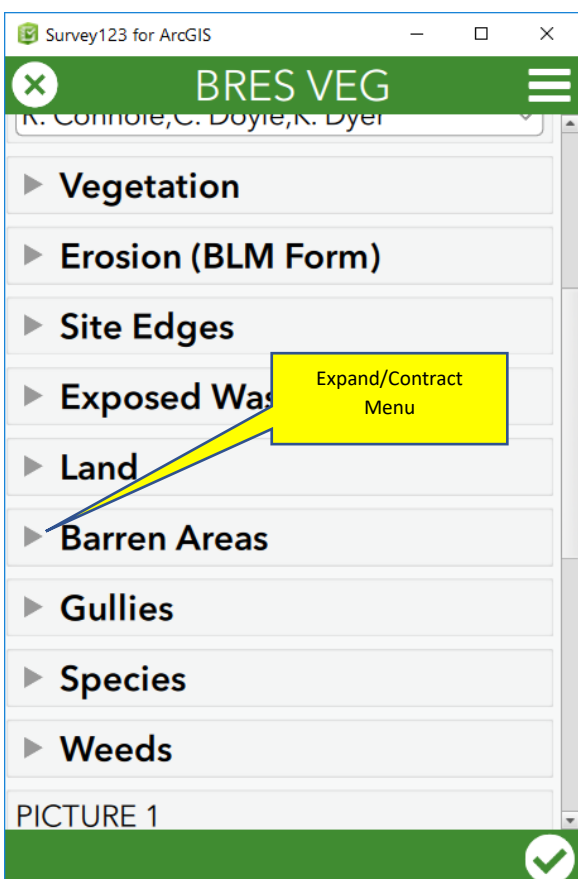 Survey123 for ArcGIS
BRES VEG
R. Connole,C. Doyle,K. Dyer
Vegetation
Erosion (BLM Form)
Site Edges
Expand/Contract
Menu
Exposed Was
Land
Barren Areas
Gullies
Species
Weeds
PICTURE 1